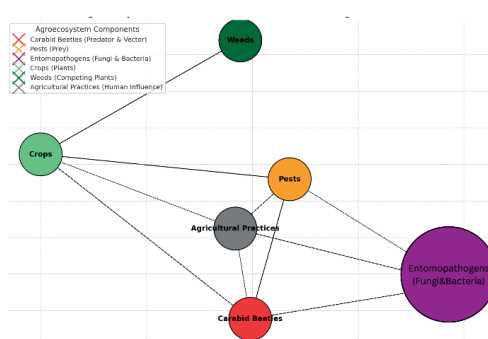 Agroecosystem Components
Carabid Beetles (Predator & Vector)
Pests (Prey)
Entomopathogens (Fungi & Bacteria)
Crops (Plants)
Weeds (Competing Plants)
Agricultural Practices (Human Influence)
Weeds
Crops
Pests
Agricultural Practices
Entomopathogens
(Fungi&Bacteria)
Carabid Beetles